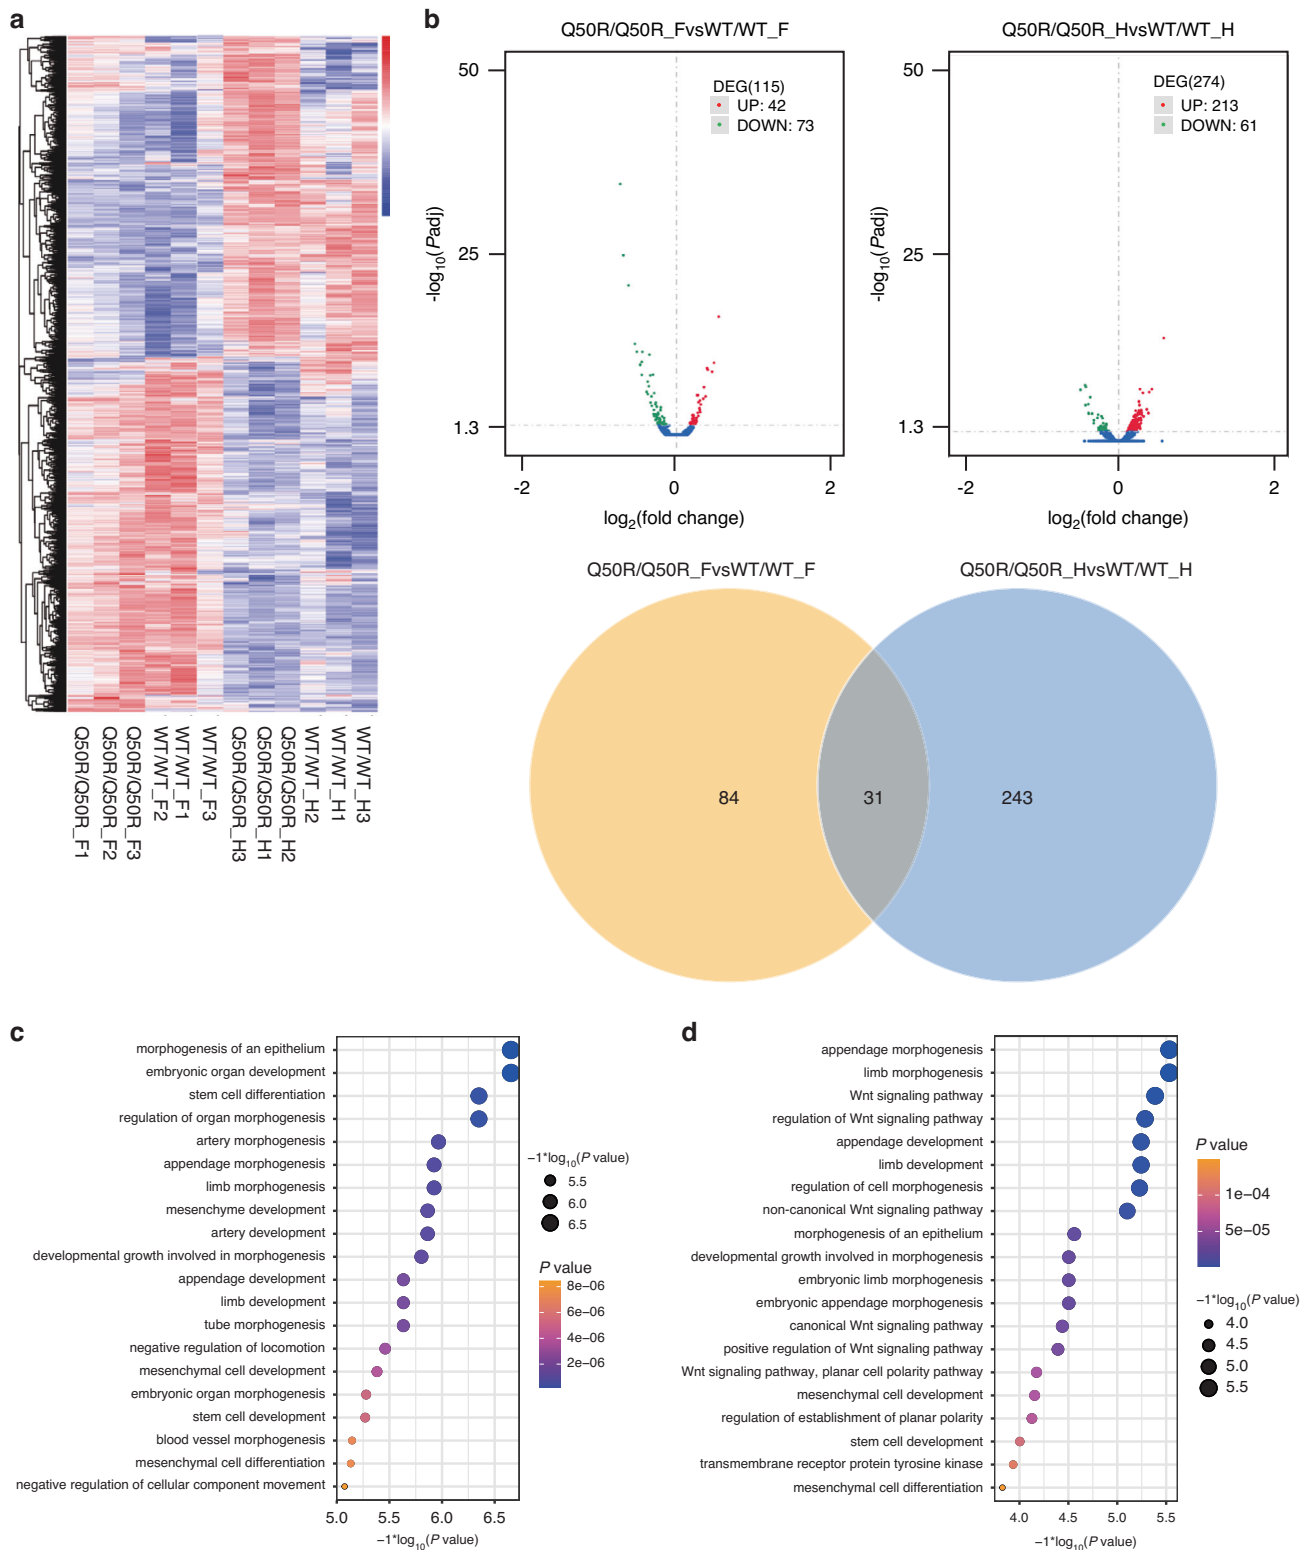 a
Q50R/Q50R_F1
Q50R/Q50R_F2
Q50R/Q50R_F3
WT/WT_F2
WT/WT_F1
WT/WT_F3
Q50R/Q50R_H3
Q50R/Q50R_H1
Q50R/Q50R_H2
WT/WT_H2
WT/WT_H1
WT/WT_H3
b
Q50R/Q50R_FvsWT/WT_F
50
25
1.3
-log10(Padj)
DEG(115)
UP: 42
DOWN: 73
-2
0
2
log2(fold change)
Q50R/Q50R_HvsWT/WT_H
50
25
1.3
-log10(Padj)
DEG(274)
UP: 213
DOWN: 61
-2
0
2
log2(fold change)
Q50R/Q50R_FvsWT/WT_F
Q50R/Q50R_HvsWT/WT_H
84
31
243
c
morphogenesis of an epithelium
embryonic organ development
stem cell differentiation
regulation of organ morphogenesis
artery morphogenesis
appendage morphogenesis
limb morphogenesis
mesenchyme development
artery development
developmental growth involved in morphogenesis
appendage development
limb development
tube morphogenesis
negative regulation of locomotion
mesenchymal cell development
embryonic organ morphogenesis
stem cell development
blood vessel morphogenesis
mesenchymal cell differentiation
negative regulation of cellular component movement
5.0
5.5
6.0
6.5
−1*log10(P value)
−1*log10(P value)
5.5
6.0
6.5
P value
8e−06
6e−06
4e−06
2e−06
d
appendage morphogenesis
limb morphogenesis
Wnt signaling pathway
regulation of Wnt signaling pathway
appendage development
limb development
regulation of cell morphogenesis
non-canonical Wnt signaling pathway
morphogenesis of an epithelium
developmental growth involved in morphogenesis
embryonic limb morphogenesis
embryonic appendage morphogenesis
canonical Wnt signaling pathway
positive regulation of Wnt signaling pathway
Wnt signaling pathway, planar cell polarity pathway
mesenchymal cell development
regulation of establishment of planar polarity
stem cell development
transmembrane receptor protein tyrosine kinase
mesenchymal cell differentiation
4.0
4.5
5.0
5.5
−1*log10(P value)
P value
1e−04
5e−05
−1*log10(P value)
4.0
4.5
5.0
5.5